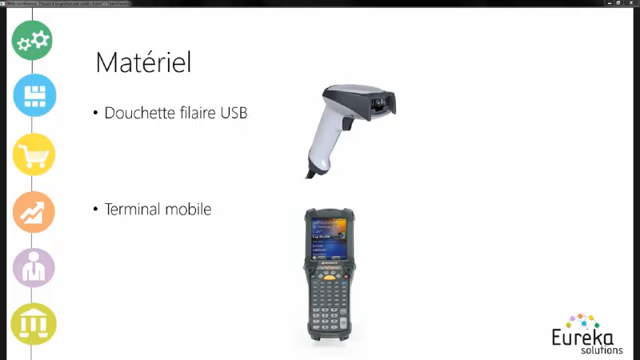 Matériel
• Douchette filaire USB
• Terminal mobile
Eureka
solutions